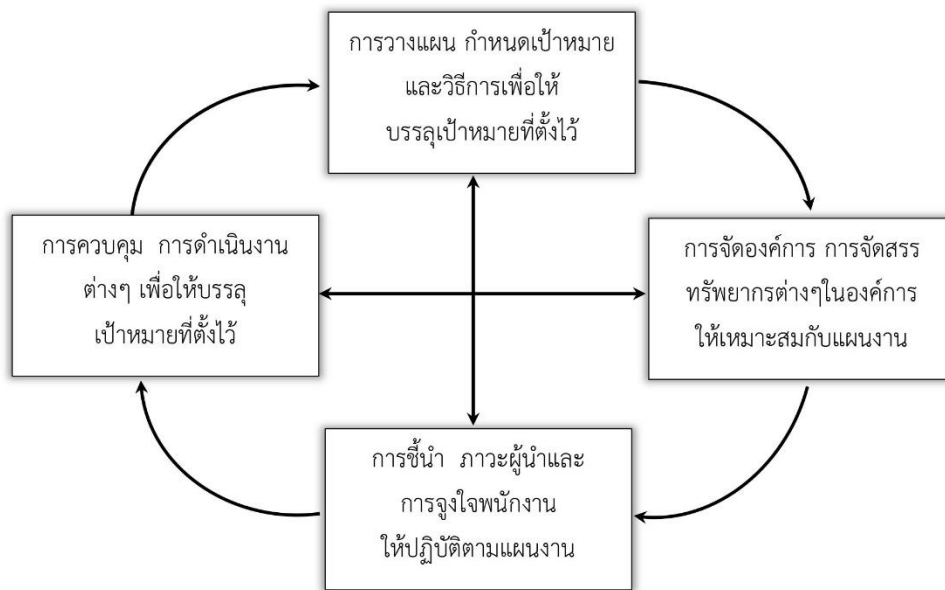 การวางแผน กำหนดเป้าหมาย
และวิธีการเพื่อให้
บรรลุเป้าหมายที่ตั้งไว้
การควบคุม  การดำเนินงาน
ต่างๆ เพื่อให้บรรลุ
เป้าหมายที่ตั้งไว้
การจัดองค์การ การจัดสรร
ทรัพยากรต่างๆในองค์การ
ให้เหมาะสมกับแผนงาน
การชี้นำ  ภาวะผู้นำและ
การจูงใจพนักงาน
ให้ปฏิบัติตามแผนงาน